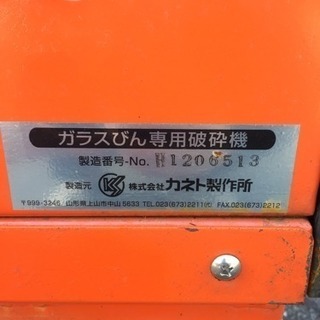 ガラスびん専用破砕機
製造番号-No. H1206513
製造元 株式会社 カネト製作所
〒999-3246 山形県上山市中山5633 TEL.023(673)2211㈹ FAX.023(673)2212